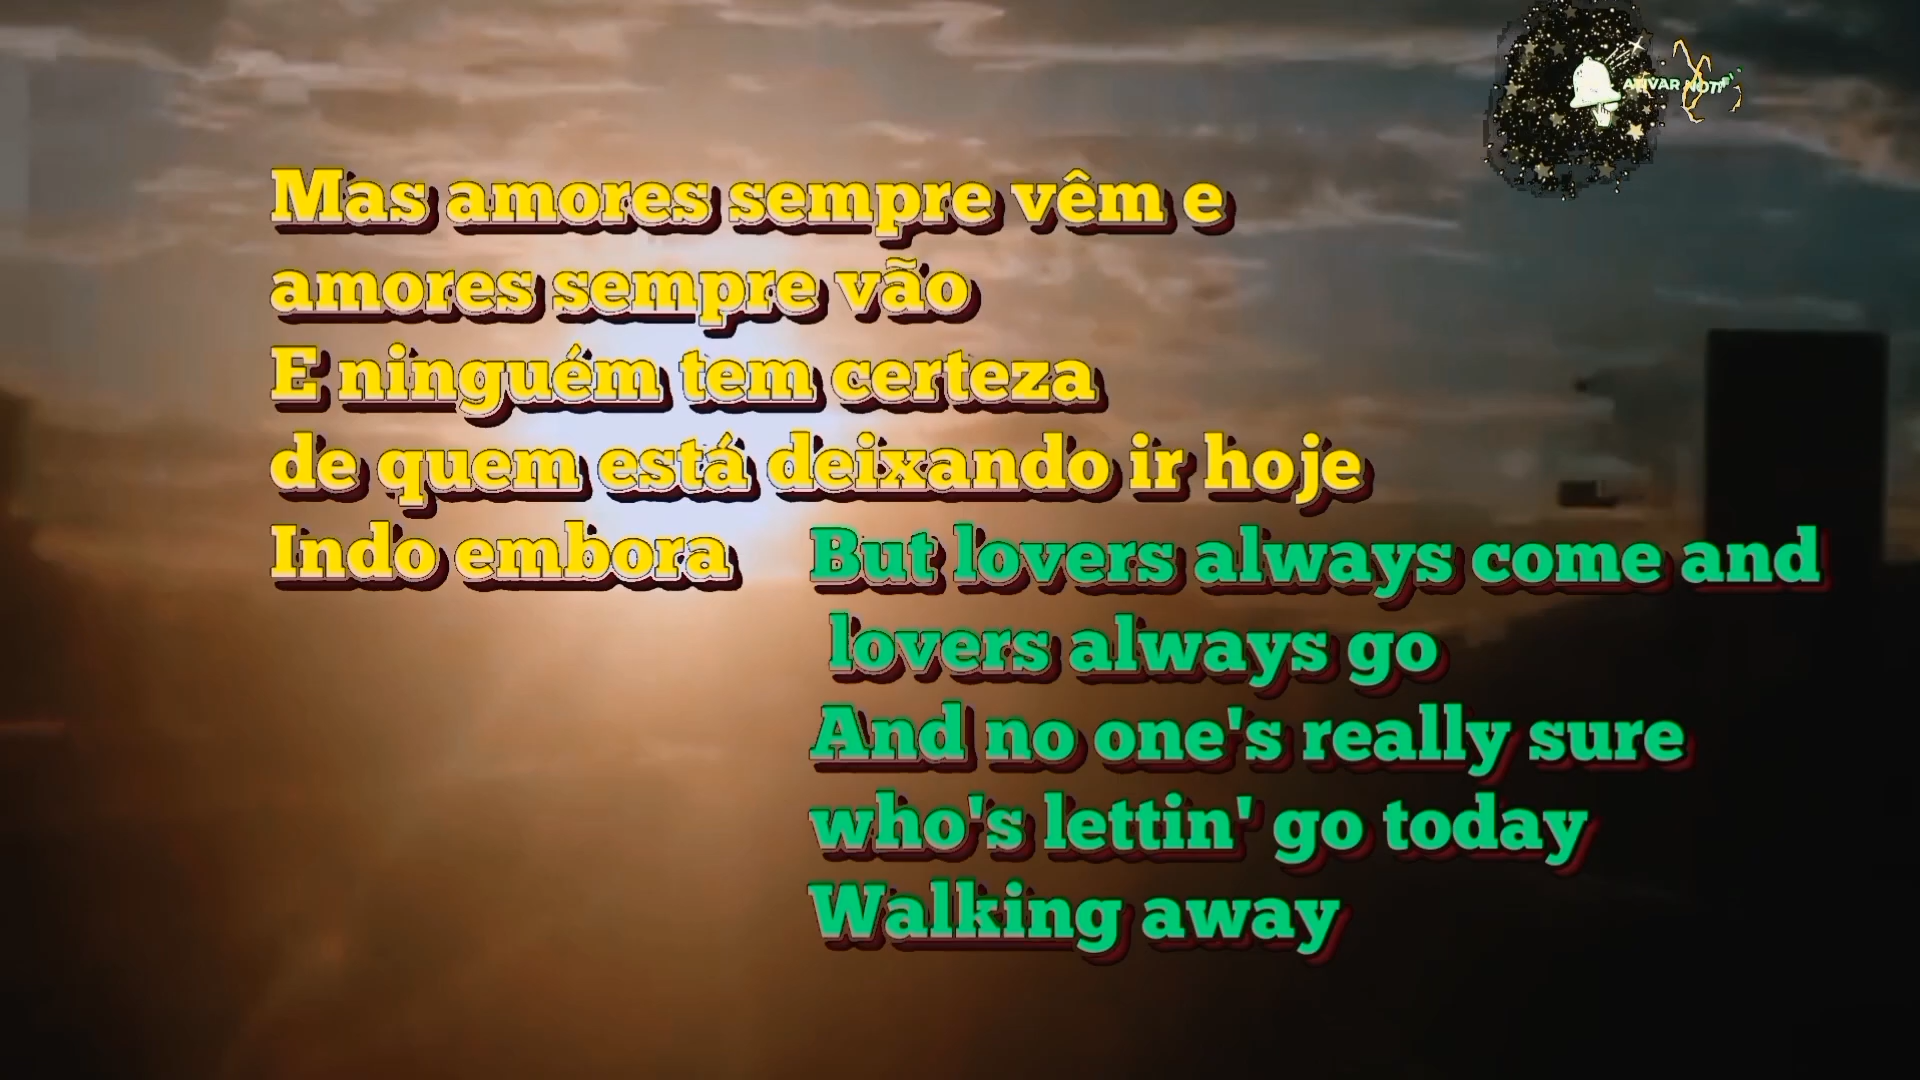 Mas amores sempre vêm e
amores sempre vão
E ninguém tem certeza
de quem está deixando ir hoje
Indo embora
But lovers always come and
lovers always go
And no one's really sure
who's lettin' go today
Walking away